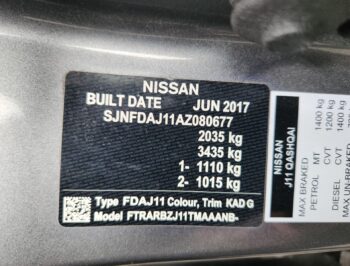 NISSAN
BUILT DATE JUN 2017
SJNFDAJ11AZ080677
2035 kg
3435 kg
1- 1110 kg
2- 1015 kg
Type FDAJ11 Colour, Trim KAD G
Model FTRARBZJ11TMAAANB-
NISSAN
J11 QASHQAI
PETROL MT CVT
MAX BRAKED 1400 kg 1200 kg
MAX UN BRAKED